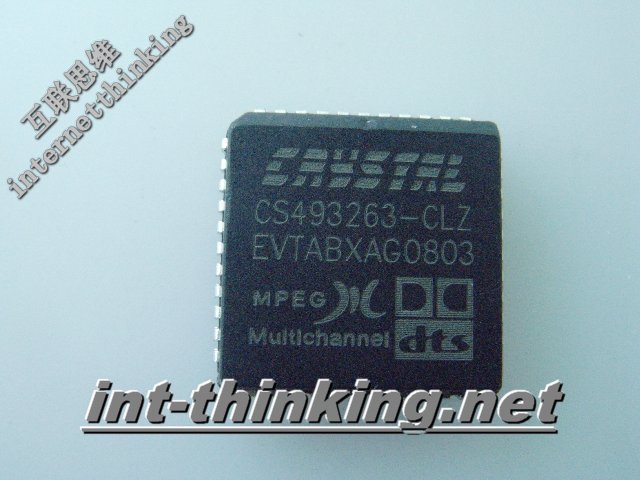 互联思维
internetthinking
CRYSTAL
CS493263-CLZ
EVTABXAG0803
MPEG
Multichannel
dts
int-thinking.net